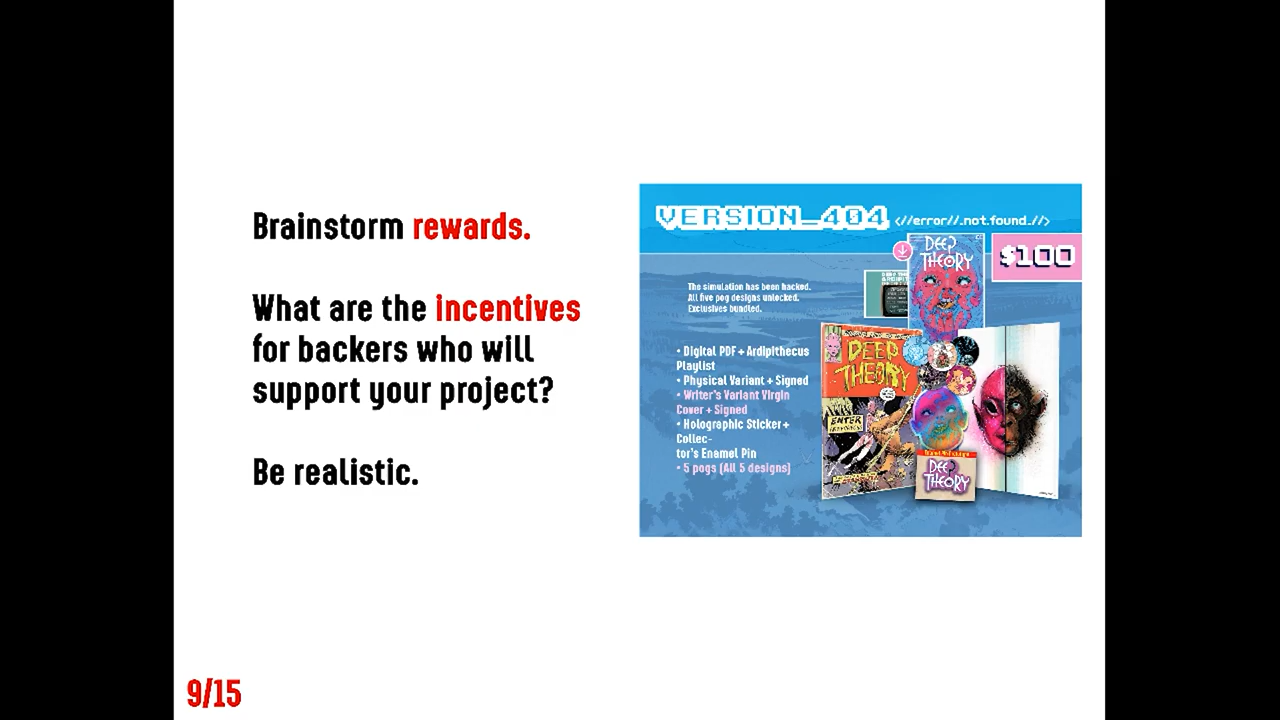 Brainstorm rewards.
What are the incentives
for backers who will
support your project?
Be realistic.
VERSION_404 <//error//.not.found.//>
$100
The simulation has been hacked.
All five pog designs unlocked.
Exclusives bundled.
• Digital PDF + Ardipithecus
Playlist
• Physical Variant + Signed
• Writer's Variant Virgin
Cover + Signed
• Holographic Sticker +
Collec-
tor's Enamel Pin
• 5 pogs (All 5 designs)
DEEP
THEORY
DEEP
THEORY
ENTER
DEEP
THEORY
9/15